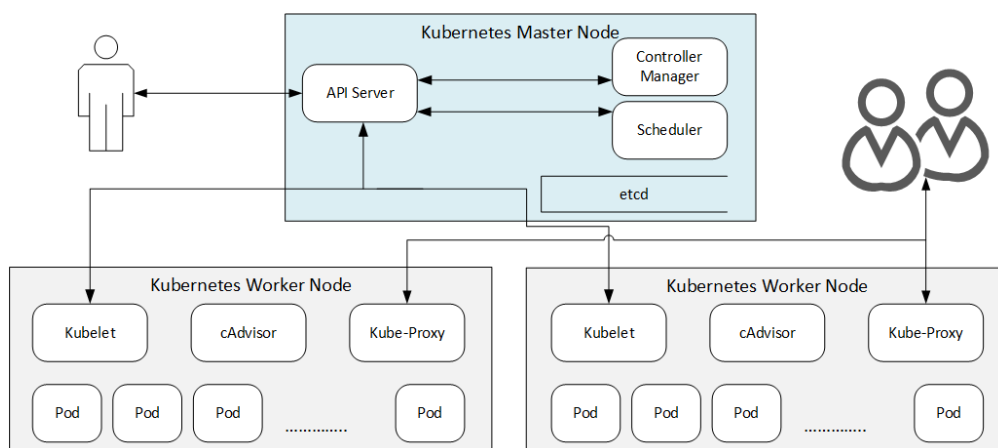 Kubernetes Master Node
API Server
Controller
Manager
Scheduler
etcd
Kubernetes Worker Node
Kubelet
cAdvisor
Kube-Proxy
Pod
Pod
Pod
..............
Pod
Kubernetes Worker Node
Kubelet
cAdvisor
Kube-Proxy
Pod
Pod
Pod
..............
Pod